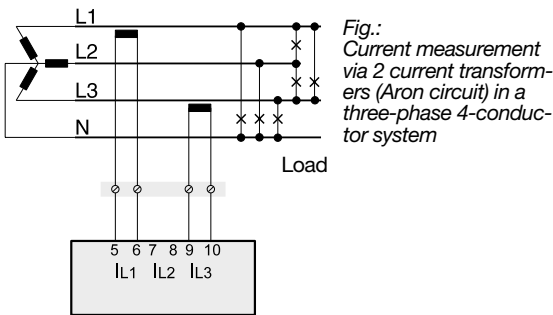 L1
L2
L3
N
Load
5 6 7 8 9 10
IL1 IL2 IL3
Fig.:
Current measurement
via 2 current transform-
ers (Aron circuit) in a
three-phase 4-conduc-
tor system